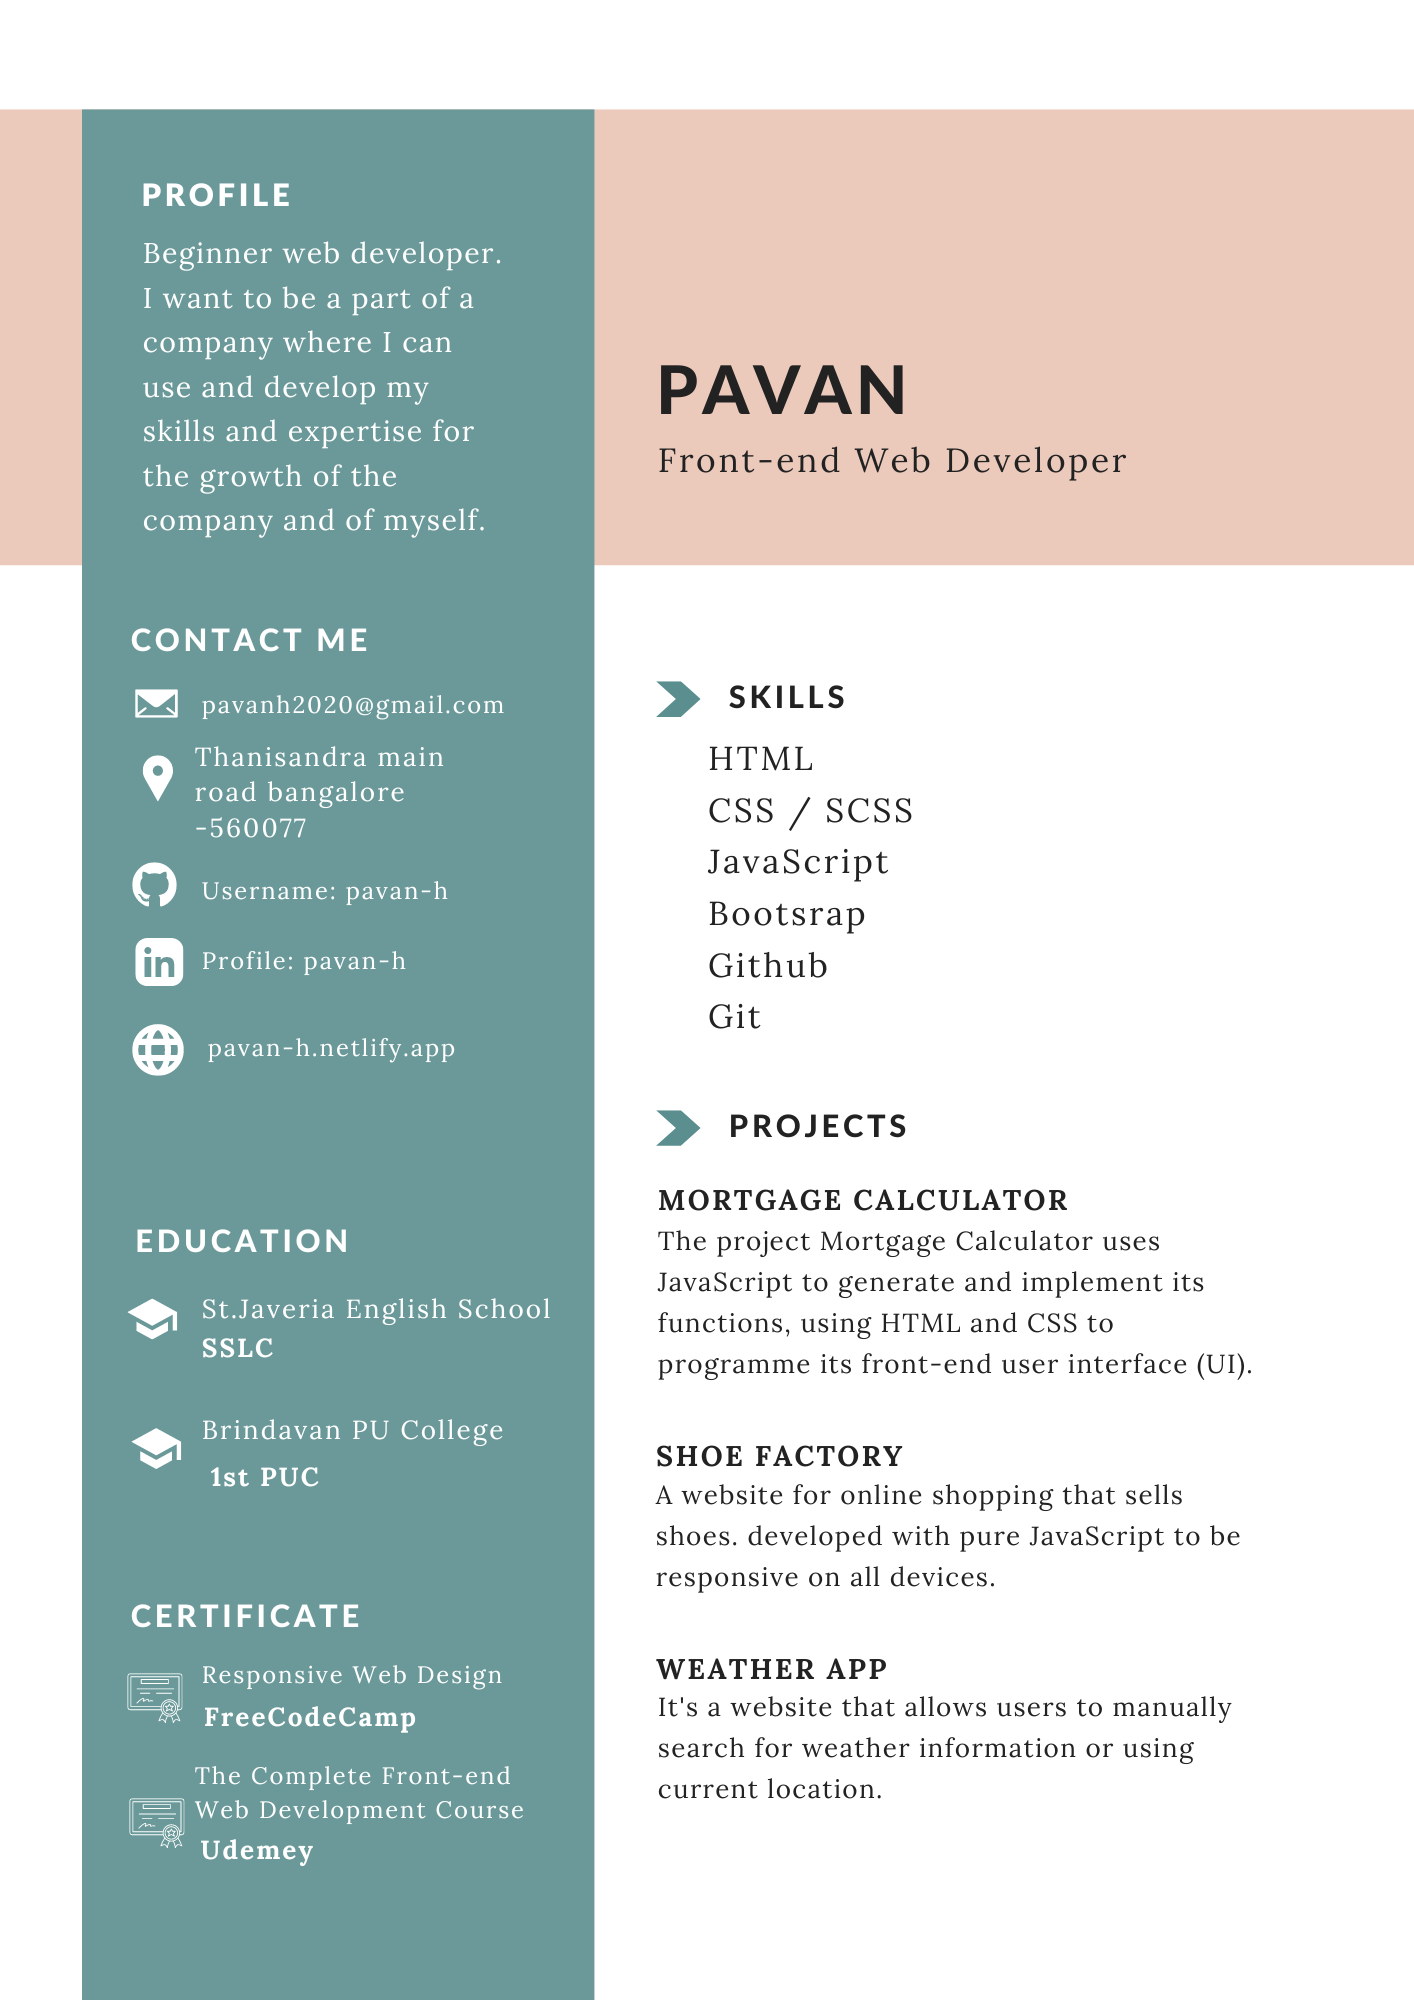 PROFILE
Beginner web developer.
I want to be a part of a
company where I can
use and develop my
skills and expertise for
the growth of the
company and of myself.
CONTACT ME
pavanh2020@gmail.com
Thanisandra main
road bangalore
-560077
Username: pavan-h
in Profile: pavan-h
pavan-h.netlify.app
EDUCATION
St.Javeria English School
SSLC
Brindavan PU College
1st PUC
CERTIFICATE
Responsive Web Design
FreeCodeCamp
The Complete Front-end
Web Development Course
Udemey
PAVAN
Front-end Web Developer
SKILLS
HTML
CSS / SCSS
JavaScript
Bootsrap
Github
Git
PROJECTS
MORTGAGE CALCULATOR
The project Mortgage Calculator uses
JavaScript to generate and implement its
functions, using HTML and CSS to
programme its front-end user interface (UI).
SHOE FACTORY
A website for online shopping that sells
shoes. developed with pure JavaScript to be
responsive on all devices.
WEATHER APP
It's a website that allows users to manually
search for weather information or using
current location.